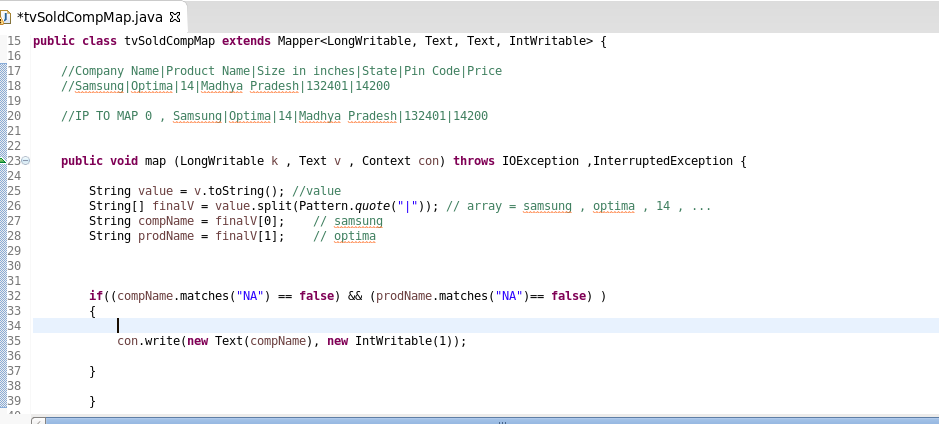 *tvSoldCompMap.java
15 public class tvSoldCompMap extends Mapper<LongWritable, Text, Text, IntWritable> {
16
17 //Company Name|Product Name|Size in inches|State|Pin Code|Price
18 //Samsung|Optima|14|Madhya Pradesh|132401|14200
19
20 //IP TO MAP 0 , Samsung|Optima|14|Madhya Pradesh|132401|14200
21
22
23 public void map (LongWritable k , Text v , Context con) throws IOException ,InterruptedException {
24
25 String value = v.toString(); //value
26 String[] finalV = value.split(Pattern.quote("|")); // array = samsung , optima , 14 , ...
27 String compName = finalV[0]; // samsung
28 String prodName = finalV[1]; // optima
29
30
31
32 if((compName.matches("NA") == false) && (prodName.matches("NA")== false) )
33 {
34
35 con.write(new Text(compName), new IntWritable(1));
36
37 }
38
39 }